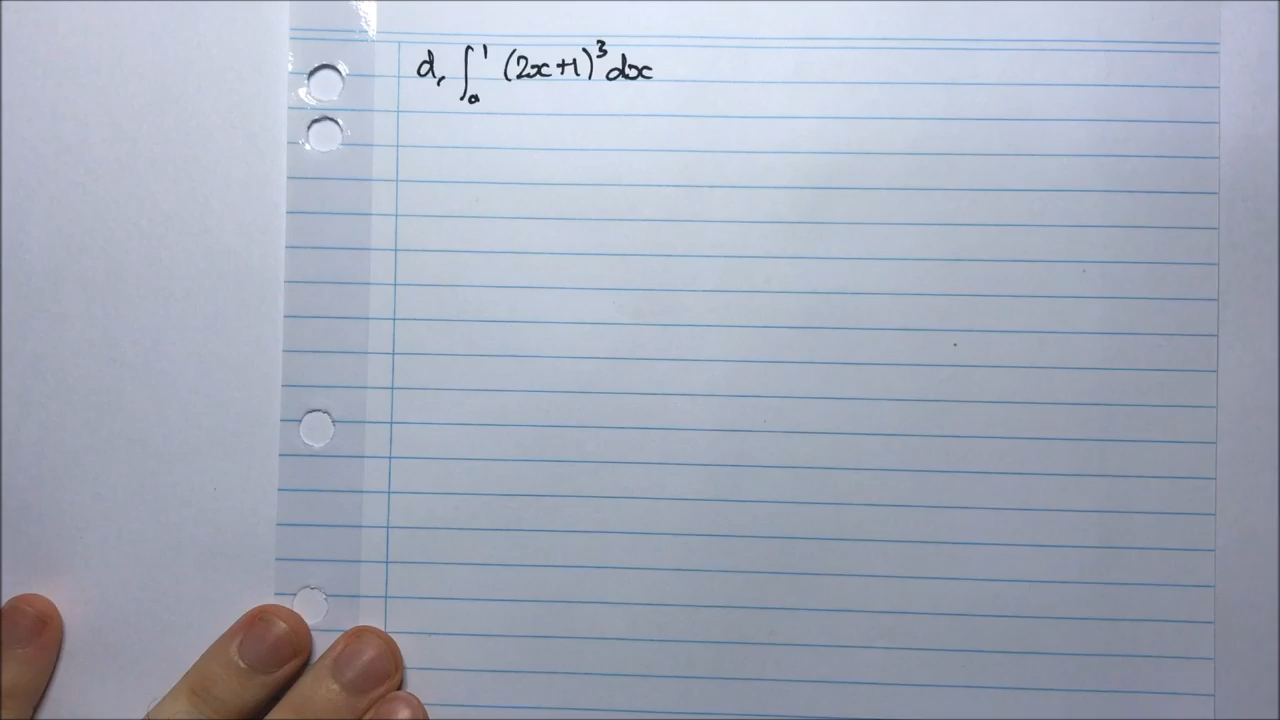 d, ∫₀¹ (2x+1)³ dx